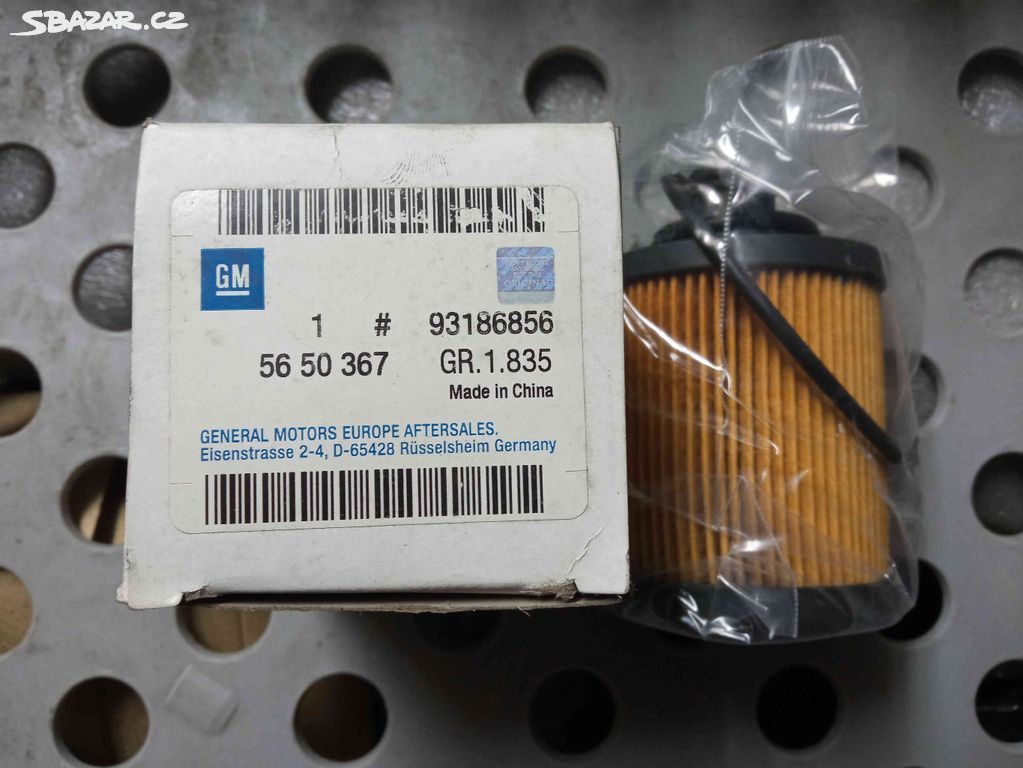 SBAZAR.CZ
GM
ORIGINAL
1 # 93186856
56 50 367 GR.1.835
Made in China
GENERAL MOTORS EUROPE AFTERSALES.
Eisenstrasse 2-4, D-65428 Rüsselsheim Germany